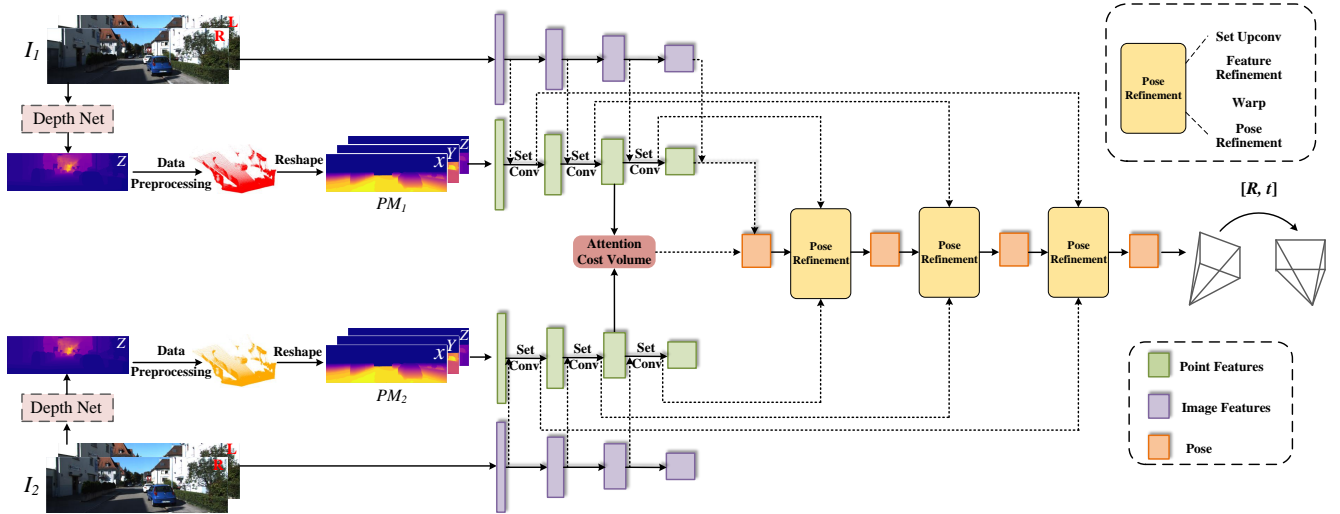 L
R
I1
Depth Net
Z
Data
Preprocessing
Reshape
X
Y
Z
PM1
Set
Conv
Set
Conv
Set
Conv
Attention
Cost Volume
Pose
Refinement
Pose
Refinement
Pose
Refinement
[R, t]
Pose
Refinement
Set Upconv
Feature
Refinement
Warp
Pose
Refinement
Z
Data
Preprocessing
Reshape
X
Y
Z
PM2
Set
Conv
Set
Conv
Set
Conv
Depth Net
L
R
I2
Point Features
Image Features
Pose